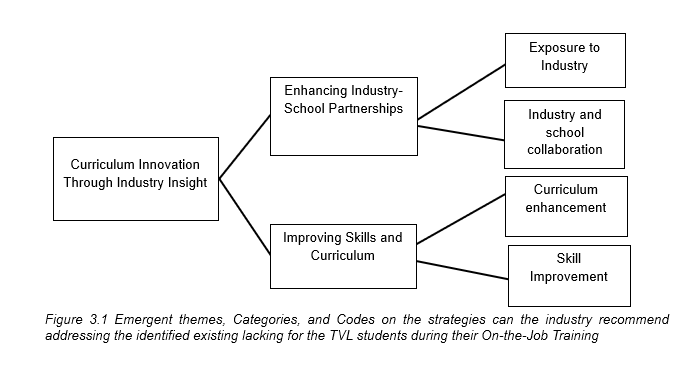 Exposure to
Industry
Enhancing Industry-
School Partnerships
Industry and
school
collaboration
Curriculum Innovation
Through Industry Insight
Curriculum
enhancement
Improving Skills and
Curriculum
Skill
Improvement
Figure 3.1 Emergent themes, Categories, and Codes on the strategies can the industry recommend
addressing the identified existing lacking for the TVL students during their On-the-Job Training